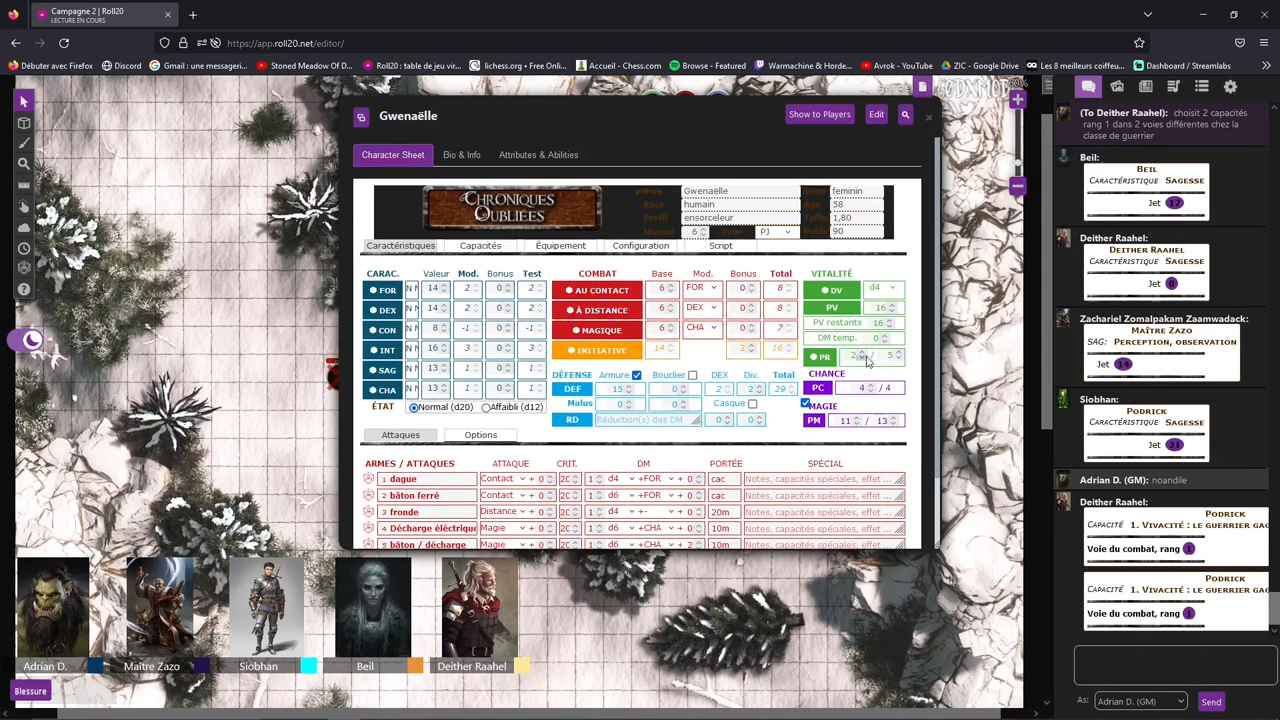 Campagne 2 | Roll20
LECTURE EN COURS
https://app.roll20.net/editor/
Débuter avec Firefox
Discord
Gmail : une messagerie...
Stoned Meadow Of D...
Roll20 : table de jeu vir...
lichess.org • Free Onli...
Accueil - Chess.com
Browse - Featured
Warmachine & Horde...
Avrok - YouTube
ZIC - Google Drive
Les 8 meilleurs coiffeu...
Dashboard / Streamlabs
Gwenaëlle
Show to Players
Edit
Character Sheet
Bio & Info
Attributes & Abilities
CHRONIQUES OUBLIÉES
Gwenaëlle
feminin
Race
humain
Âge
58
Profil
ensorceleur
Taille
1,80
Niveau
6
Type
PJ
Poids
90
Caractéristiques
Capacités
Équipement
Configuration
Script
CARAC.
Valeur
Mod.
Bonus
Test
COMBAT
Base
Mod.
Bonus
Total
VITALITÉ
FOR
N N
14
2
0
2
AU CONTACT
6
FOR
0
8
DV
d4
DEX
N N
14
2
0
2
À DISTANCE
6
DEX
0
8
PV
16
CON
N N
8
-1
0
-1
MAGIQUE
6
CHA
0
7
PV restants
16
DM temp.
0
INT
N N
16
3
0
3
INITIATIVE
14
2
16
PR
2 / 5
SAG
N N
13
1
0
1
DÉFENSE
Armure
Bouclier
DEX
Div.
Total
CHANCE
CHA
N N
13
1
0
1
DEF
15
0
2
2
29
PC
4 / 4
ÉTAT
Normal (d20)
Affaibli (d12)
Malus
0
0
Casque
MAGIE
RD
Réduction(s) des DM
0
0
PM
11 / 13
Attaques
Options
ARMES / ATTAQUES
ATTAQUE
CRIT.
DM
PORTÉE
SPÉCIAL
1 dague
Contact + 0
20
1 d4 +FOR + 0
cac
Notes, capacités spéciales, effet ...
2 bâton ferré
Contact + 0
20
1 d6 +FOR + 0
cac
Notes, capacités spéciales, effet ...
3 fronde
Distance + 0
20
1 d4 +- + 0
20m
Notes, capacités spéciales, effet ...
4 Décharge électrique
Magie + 0
20
1 d6 +CHA + 0
10m
Notes, capacités spéciales, effet ...
5 bâton / décharge
Magie + 0
20
1 d6 +CHA + 2
10m
Notes, capacités spéciales, effet ...
Adrian D.
Maître Zazo
Siobhan
Beil
Deither Raahel
Blessure
(To Deither Raahel): choisit 2 capacités
rang 1 dans 2 voies différentes chez la
classe de guerrier
Beil:
BEIL
CARACTÉRISTIQUE SAGESSE
Jet 17
Deither Raahel:
DEITHER RAAHEL
CARACTÉRISTIQUE SAGESSE
Jet 0
Zachariel Zomalpakam Zaamwadack:
MAÎTRE ZAZO
SAG: PERCEPTION, OBSERVATION
Jet 14
Siobhan:
PODRICK
CARACTÉRISTIQUE SAGESSE
Jet 21
Adrian D. (GM): noandile
Deither Raahel:
PODRICK
CAPACITÉ 1. VIVACITÉ : LE GUERRIER GAG
Voie du combat, rang 1
PODRICK
CAPACITÉ 1. VIVACITÉ : LE GUERRIER GAG
Voie du combat, rang 1
As:
Adrian D. (GM)
Send